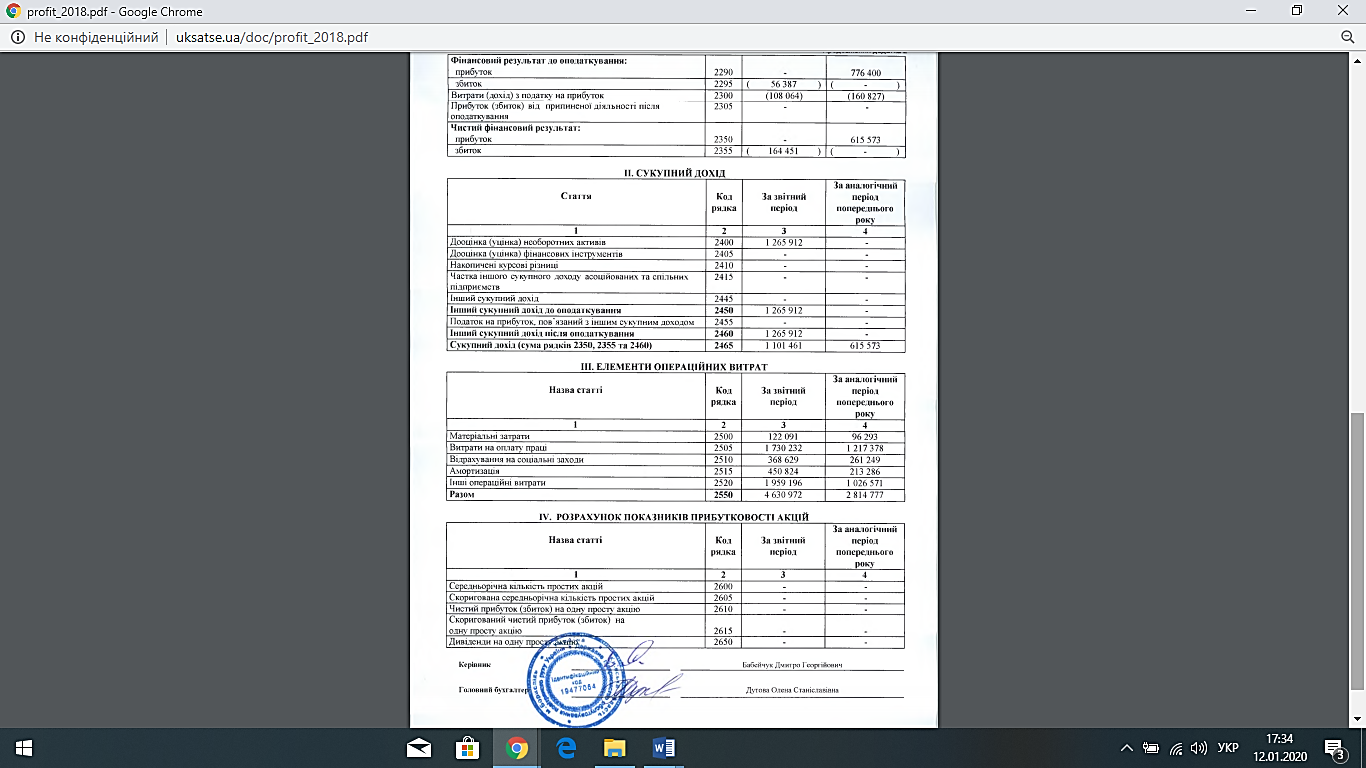 profit_2018.pdf - Google Chrome
Не конфіденційний | uksatse.ua/doc/profit_2018.pdf
Фінансовий результат до оподаткування:
прибуток 2290 - 776 400
збиток 2295 ( 56 387 ) ( - )
Витрати (дохід) з податку на прибуток 2300 (108 064) (160 827)
Прибуток (збиток) від припиненої діяльності після 2305 - -
оподаткування
Чистий фінансовий результат:
прибуток 2350 - 615 573
збиток 2355 ( 164 451 ) ( - )
ІІ. СУКУПНИЙ ДОХІД
Стаття Код рядка За звітний період За аналогічний період попереднього року
1 2 3 4
Дооцінка (уцінка) необоротних активів 2400 1 265 912 -
Дооцінка (уцінка) фінансових інструментів 2405 - -
Накопичені курсові різниці 2410 - -
Частка іншого сукупного доходу асоційованих та спільних 2415 - -
підприємств
Інший сукупний дохід 2445 - -
Інший сукупний дохід до оподаткування 2450 1 265 912 -
Податок на прибуток, пов'язаний з іншим сукупним доходом 2455 - -
Інший сукупний дохід після оподаткування 2460 1 265 912 -
Сукупний дохід (сума рядків 2350, 2355 та 2460) 2465 1 101 461 615 573
ІІІ. ЕЛЕМЕНТИ ОПЕРАЦІЙНИХ ВИТРАТ
Назва статті Код рядка За звітний період За аналогічний період попереднього року
1 2 3 4
Матеріальні затрати 2500 122 091 96 293
Витрати на оплату праці 2505 1 730 232 1 217 378
Відрахування на соціальні заходи 2510 368 629 261 249
Амортизація 2515 450 824 213 286
Інші операційні витрати 2520 1 959 196 1 026 571
Разом 2550 4 630 972 2 814 777
IV. РОЗРАХУНОК ПОКАЗНИКІВ ПРИБУТКОВОСТІ АКЦІЙ
Назва статті Код рядка За звітний період За аналогічний період попереднього року
1 2 3 4
Середньорічна кількість простих акцій 2600 - -
Скоригована середньорічна кількість простих акцій 2605 - -
Чистий прибуток (збиток) на одну просту акцію 2610 - -
Скоригований чистий прибуток (збиток) на
одну просту акцію 2615 - -
Дивіденди на одну просту акцію 2650 - -
Керівник Бабейчук Дмитро Георгійович
Головний бухгалтер Дутова Олена Станіславівна
ідентифікаційний
код
19477064
УКР
17:34
12.01.2020
3